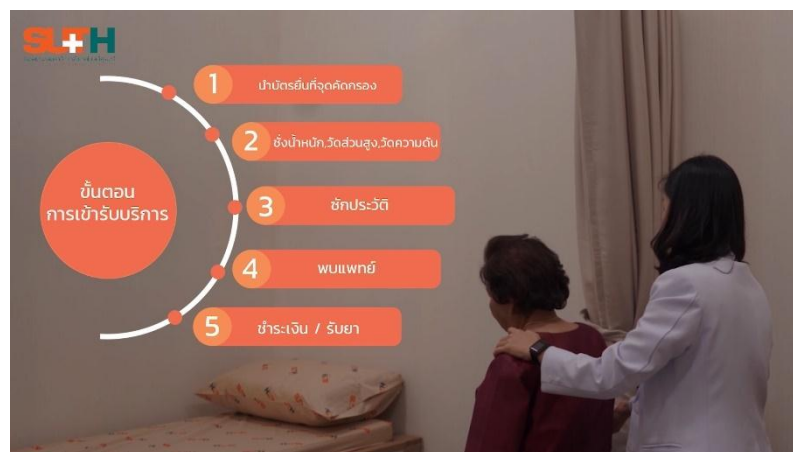 SUTH
ขั้นตอน
การเข้ารับบริการ
1 นำบัตรยื่นที่จุดคัดกรอง
2 ชั่งน้ำหนัก,วัดส่วนสูง,วัดความดัน
3 ซักประวัติ
4 พบแพทย์
5 ชำระเงิน / รับยา